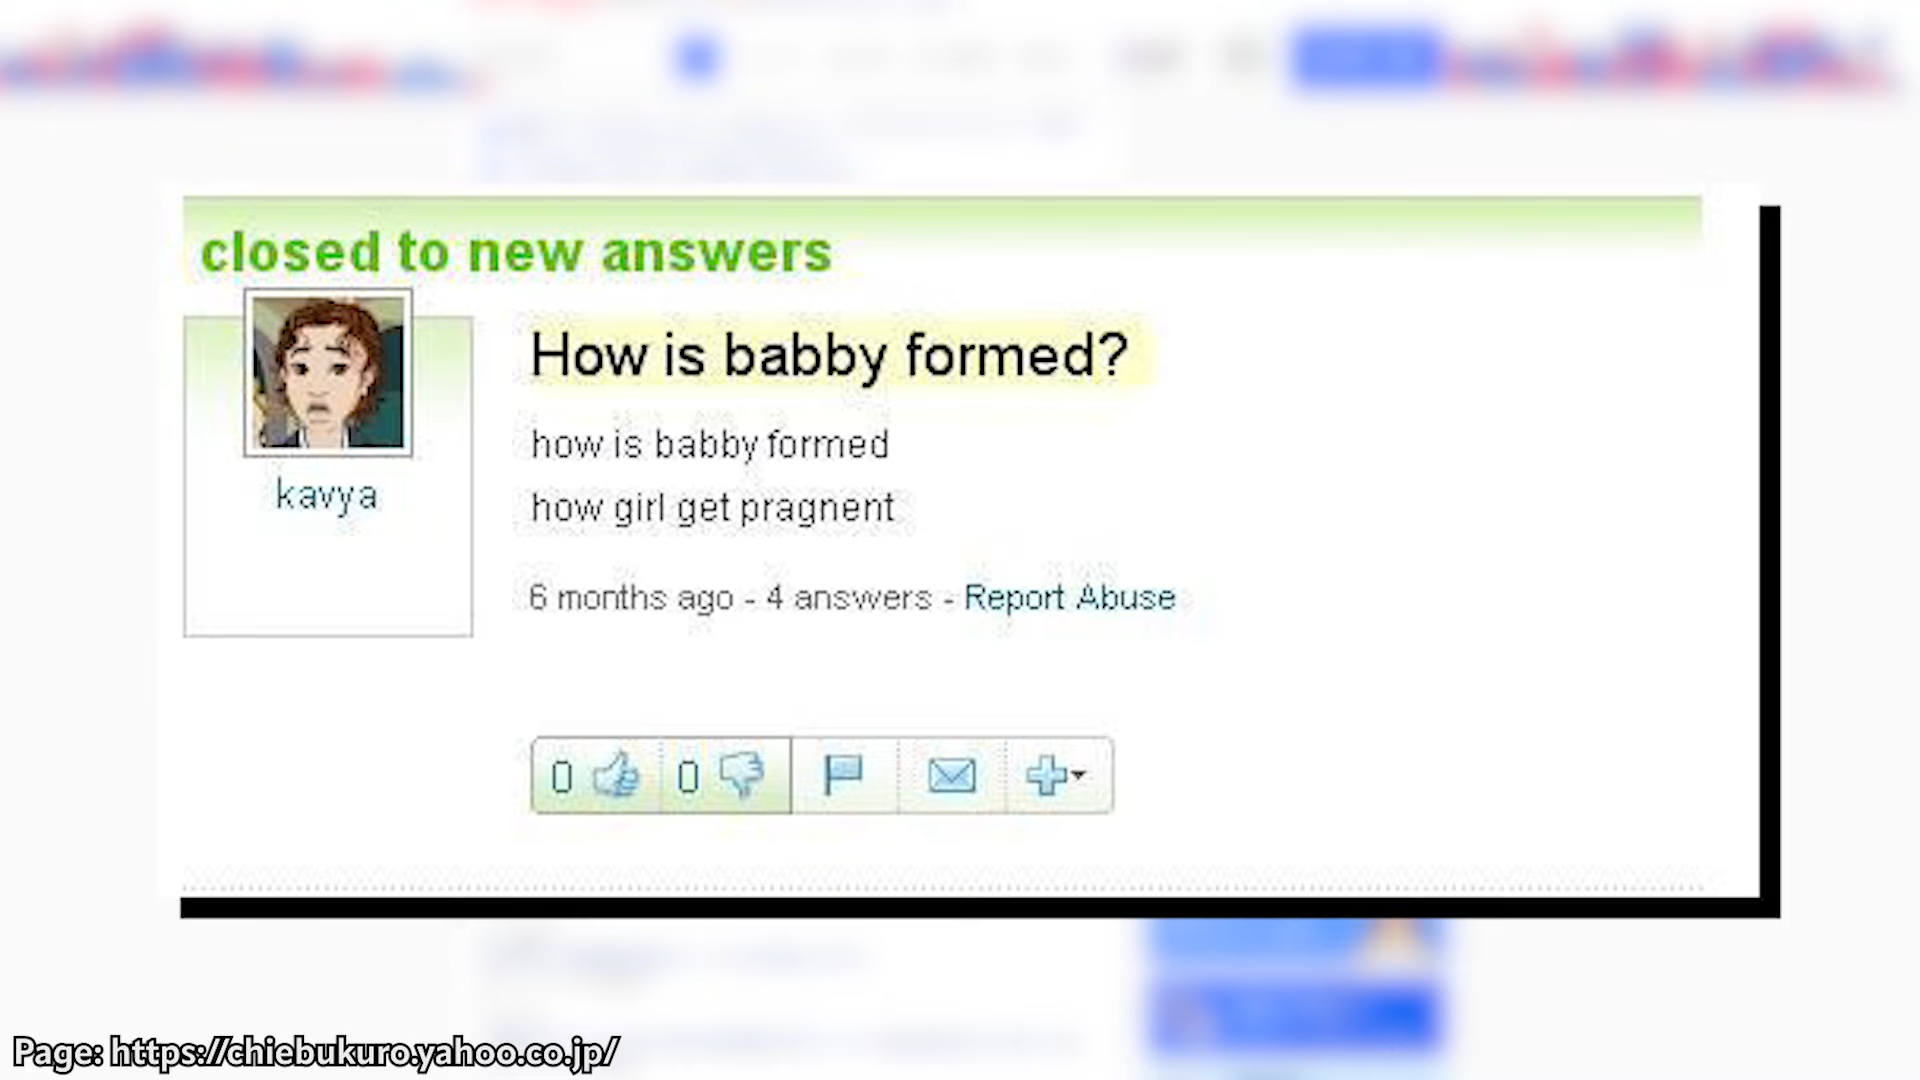 closed to new answers
kavya
How is babby formed?
how is babby formed
how girl get pragnent
6 months ago - 4 answers - Report Abuse
0 0
Page: https://chiebukuro.yahoo.co.jp/